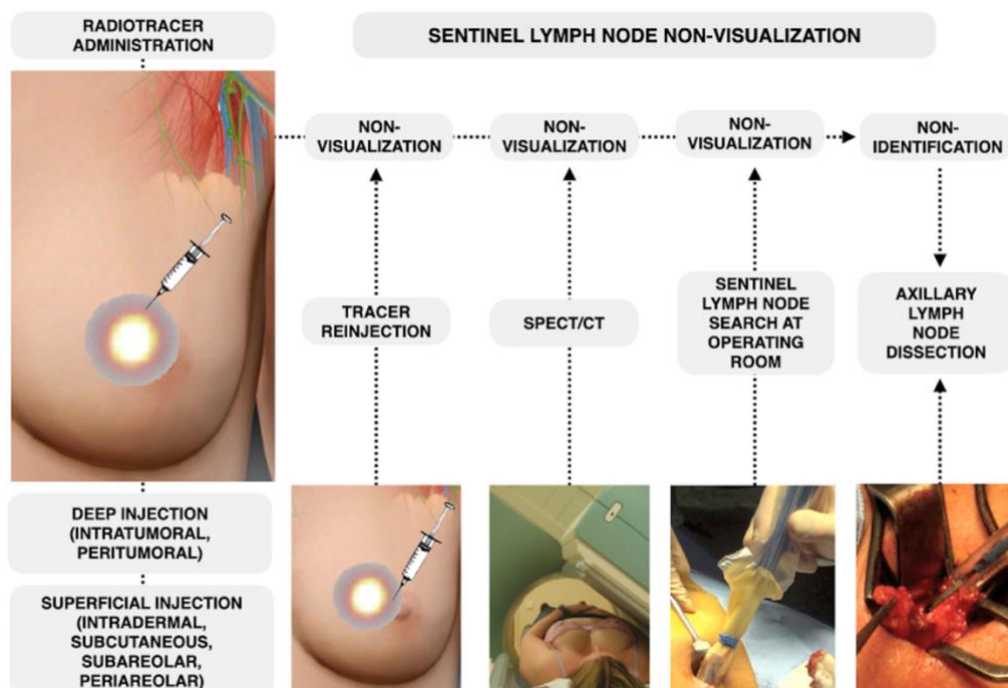 RADIOTRACER
ADMINISTRATION
SENTINEL LYMPH NODE NON-VISUALIZATION
NON-
VISUALIZATION
NON-
VISUALIZATION
NON-
VISUALIZATION
NON-
IDENTIFICATION
TRACER
REINJECTION
SPECT/CT
SENTINEL
LYMPH NODE
SEARCH AT
OPERATING
ROOM
AXILLARY
LYMPH
NODE
DISSECTION
DEEP INJECTION
(INTRATUMORAL,
PERITUMORAL)
SUPERFICIAL INJECTION
(INTRADERMAL,
SUBCUTANEOUS,
SUBAREOLAR,
PERIAREOLAR)